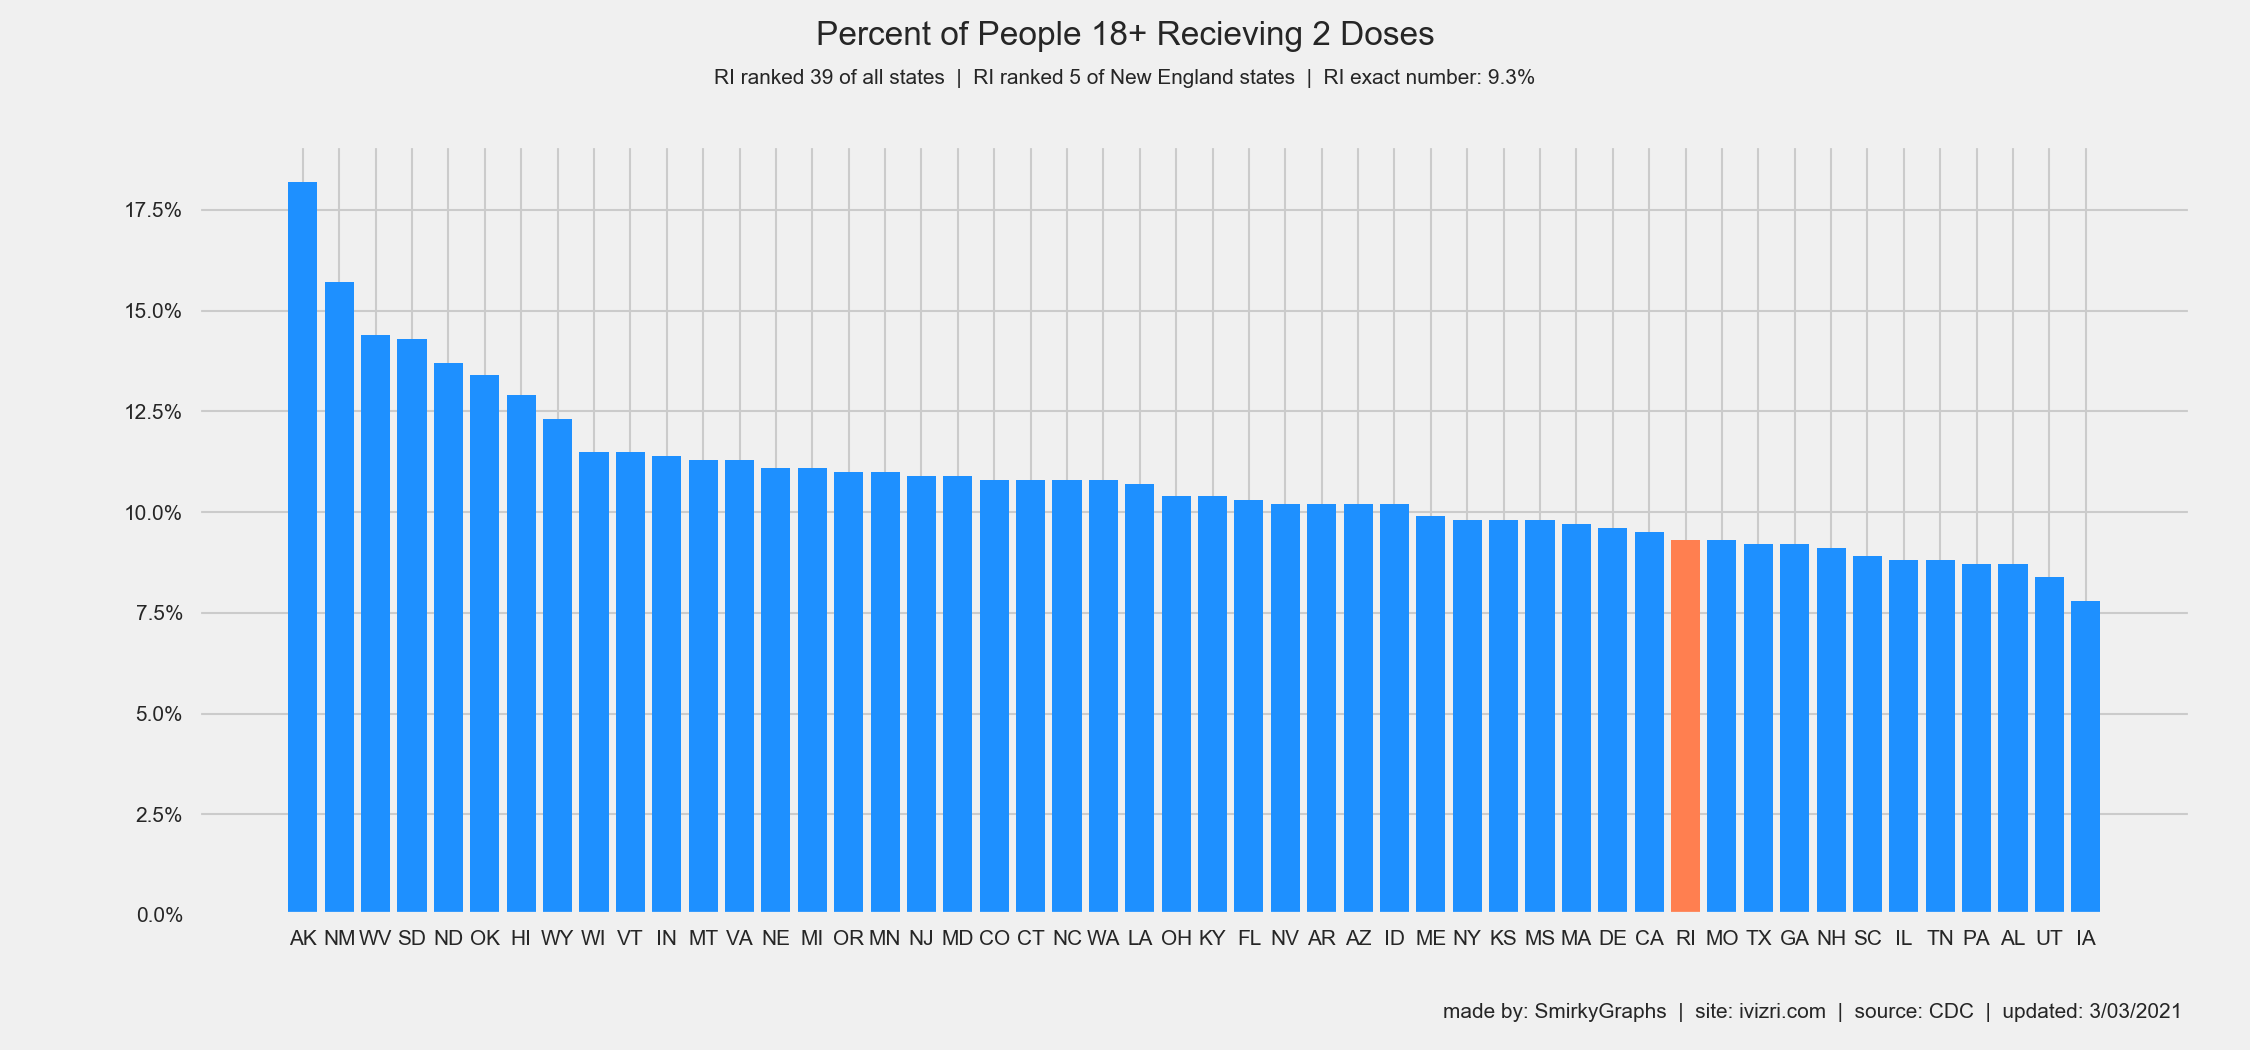 Percent of People 18+ Recieving 2 Doses
RI ranked 39 of all states | RI ranked 5 of New England states | RI exact number: 9.3%
17.5%
15.0%
12.5%
10.0%
7.5%
5.0%
2.5%
0.0%
AK NM WV SD ND OK HI WY WI VT IN MT VA NE MI OR MN NJ MD CO CT NC WA LA OH KY FL NV AR AZ ID ME NY KS MS MA DE CA RI MO TX GA NH SC IL TN PA AL UT IA
made by: SmirkyGraphs | site: ivizri.com | source: CDC | updated: 3/03/2021